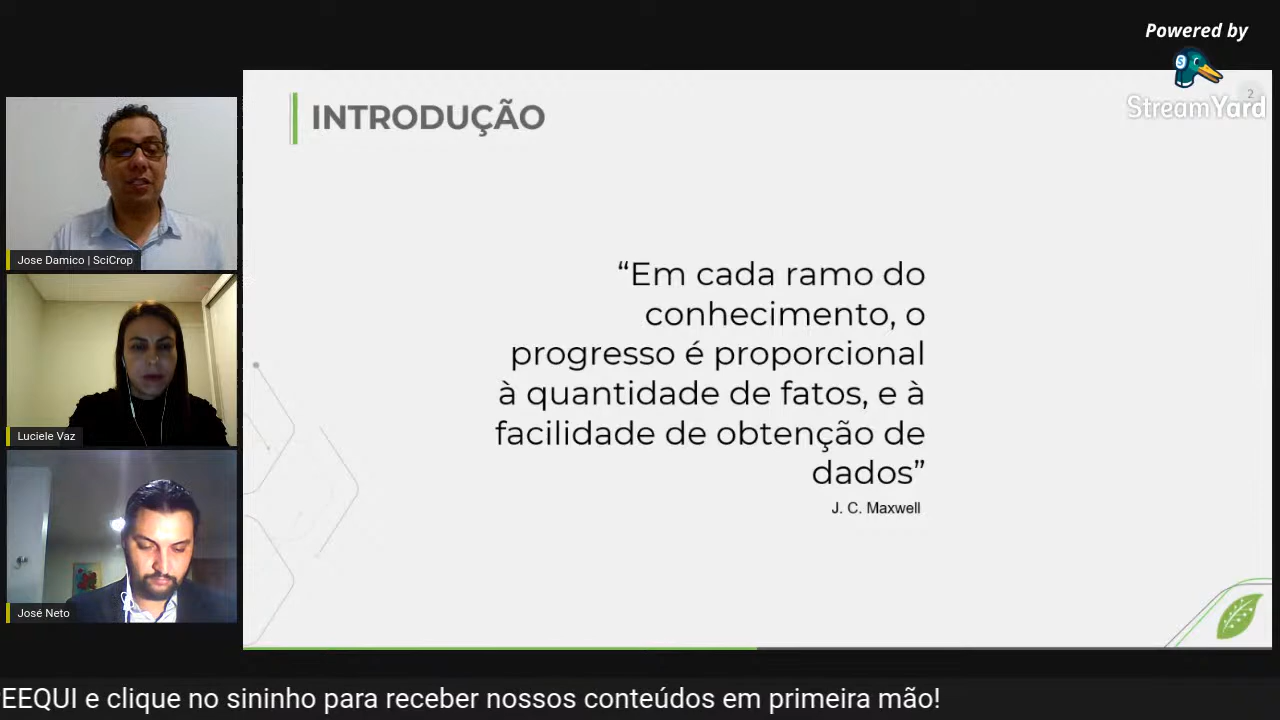 Powered by
StreamYard
2
INTRODUÇÃO
“Em cada ramo do
conhecimento, o
progresso é proporcional
à quantidade de fatos, e à
facilidade de obtenção de
dados”
J. C. Maxwell
Jose Damico | SciCrop
Luciele Vaz
José Neto
EEQUI e clique no sininho para receber nossos conteúdos em primeira mão!